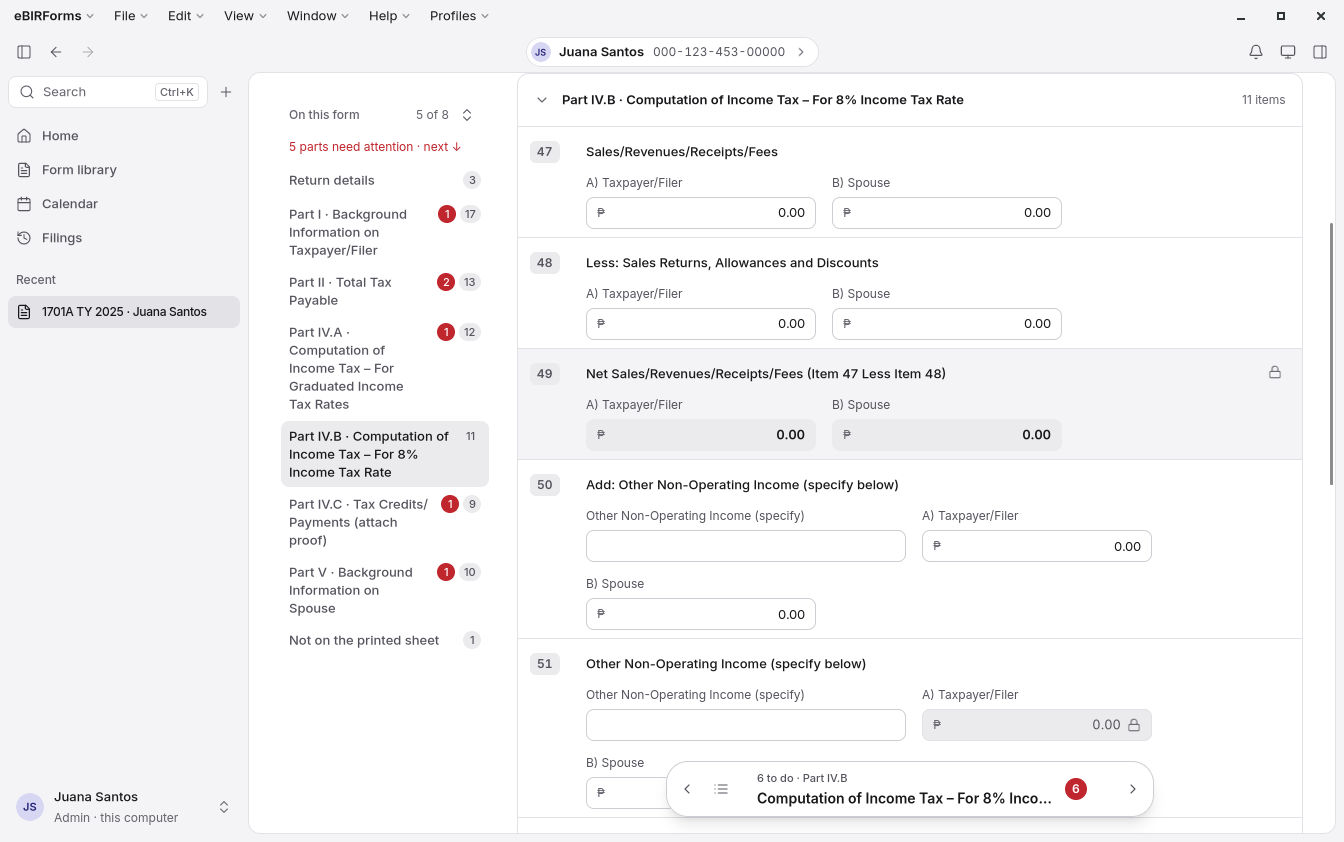 eBIRForms File Edit View Window Help Profiles
JS Juana Santos 000-123-453-00000
Search Ctrl+K
Home
Form library
Calendar
Filings
Recent
1701A TY 2025 · Juana Santos
JS Juana Santos
Admin · this computer
On this form 5 of 8
5 parts need attention · next ↓
Return details 3
Part I · Background 1 17
Information on
Taxpayer/Filer
Part II · Total Tax 2 13
Payable
Part IV.A · 1 12
Computation of
Income Tax – For
Graduated Income
Tax Rates
Part IV.B · Computation of 11
Income Tax – For 8%
Income Tax Rate
Part IV.C · Tax Credits/ 1 9
Payments (attach
proof)
Part V · Background 1 10
Information on
Spouse
Not on the printed sheet 1
Part IV.B · Computation of Income Tax – For 8% Income Tax Rate 11 items
47 Sales/Revenues/Receipts/Fees
A) Taxpayer/Filer B) Spouse
₱ 0.00 ₱ 0.00
48 Less: Sales Returns, Allowances and Discounts
A) Taxpayer/Filer B) Spouse
₱ 0.00 ₱ 0.00
49 Net Sales/Revenues/Receipts/Fees (Item 47 Less Item 48)
A) Taxpayer/Filer B) Spouse
₱ 0.00 ₱ 0.00
50 Add: Other Non-Operating Income (specify below)
Other Non-Operating Income (specify) A) Taxpayer/Filer
₱ 0.00
B) Spouse
₱ 0.00
51 Other Non-Operating Income (specify below)
Other Non-Operating Income (specify) A) Taxpayer/Filer
₱ 0.00
B) Spouse
₱
6 to do · Part IV.B
Computation of Income Tax – For 8% Inco... 6